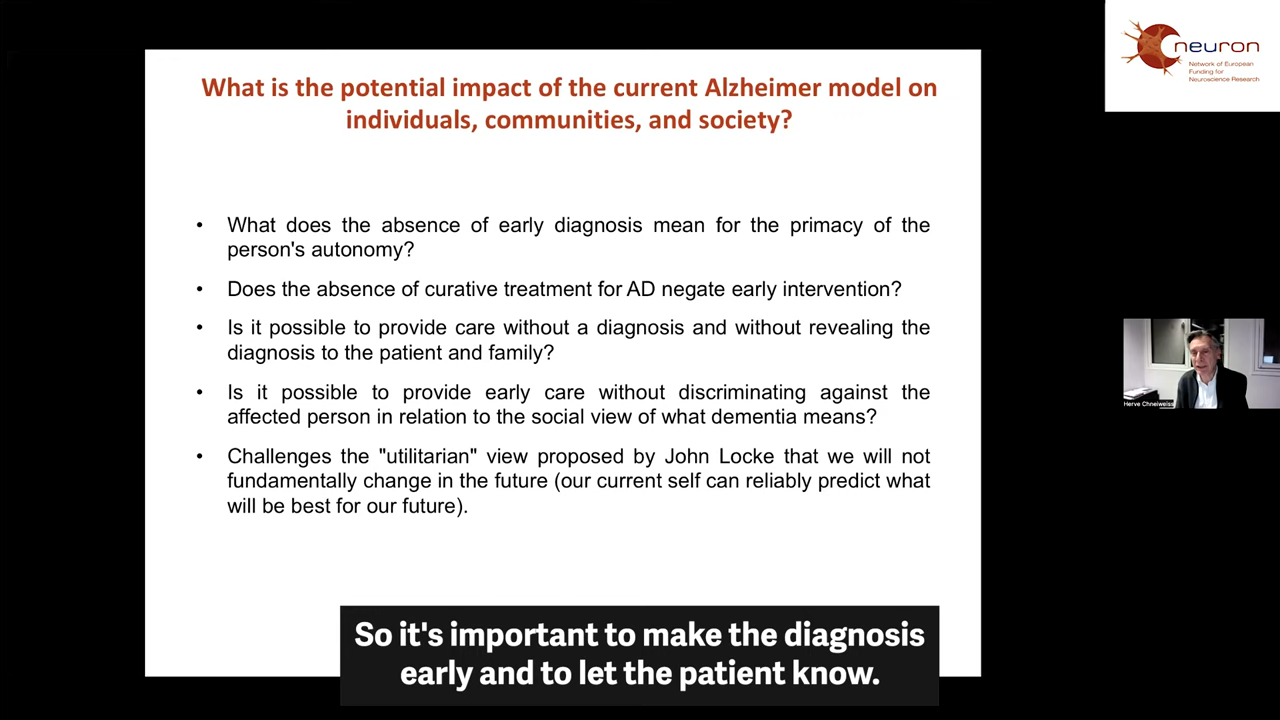 neuron
Network of European
Funding for
Neuroscience Research
What is the potential impact of the current Alzheimer model on
individuals, communities, and society?
• What does the absence of early diagnosis mean for the primacy of the
person's autonomy?
• Does the absence of curative treatment for AD negate early intervention?
• Is it possible to provide care without a diagnosis and without revealing the
diagnosis to the patient and family?
• Is it possible to provide early care without discriminating against the
affected person in relation to the social view of what dementia means?
• Challenges the "utilitarian" view proposed by John Locke that we will not
fundamentally change in the future (our current self can reliably predict what
will be best for our future).
Herve Chneiweiss
So it's important to make the diagnosis
early and to let the patient know.